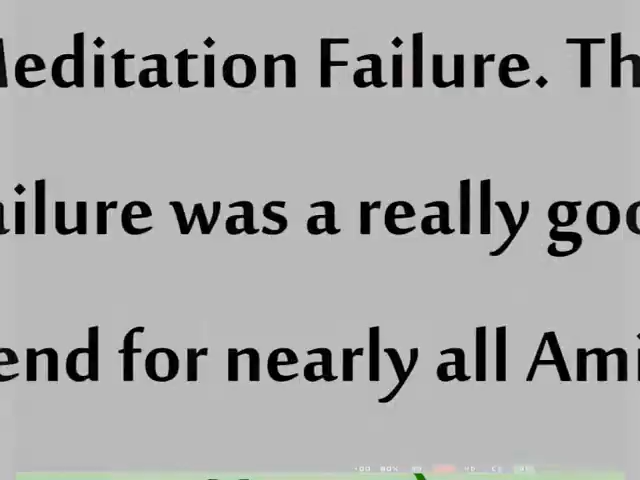 Meditation Failure. Th
ailure was a really goo
end for nearly all Ami